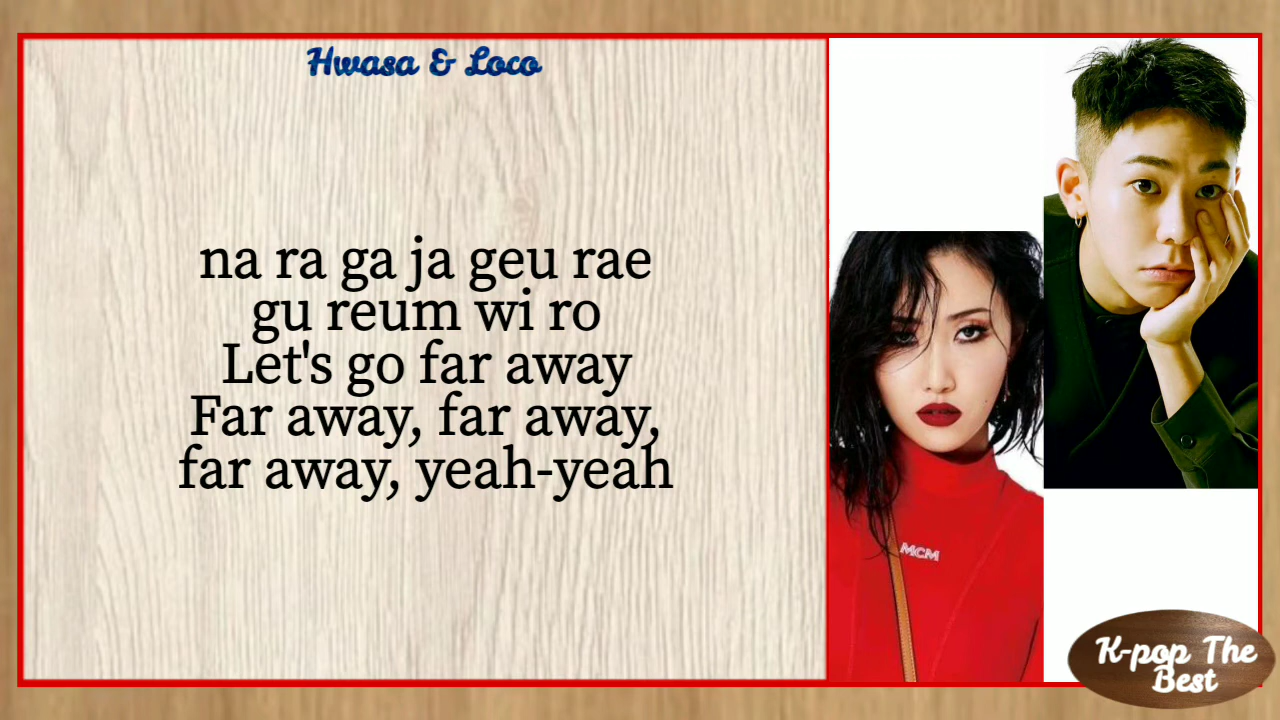 Hwasa & Loco
na ra ga ja geu rae
gu reum wi ro
Let's go far away
Far away, far away,
far away, yeah-yeah
MCM
K-pop The
Best